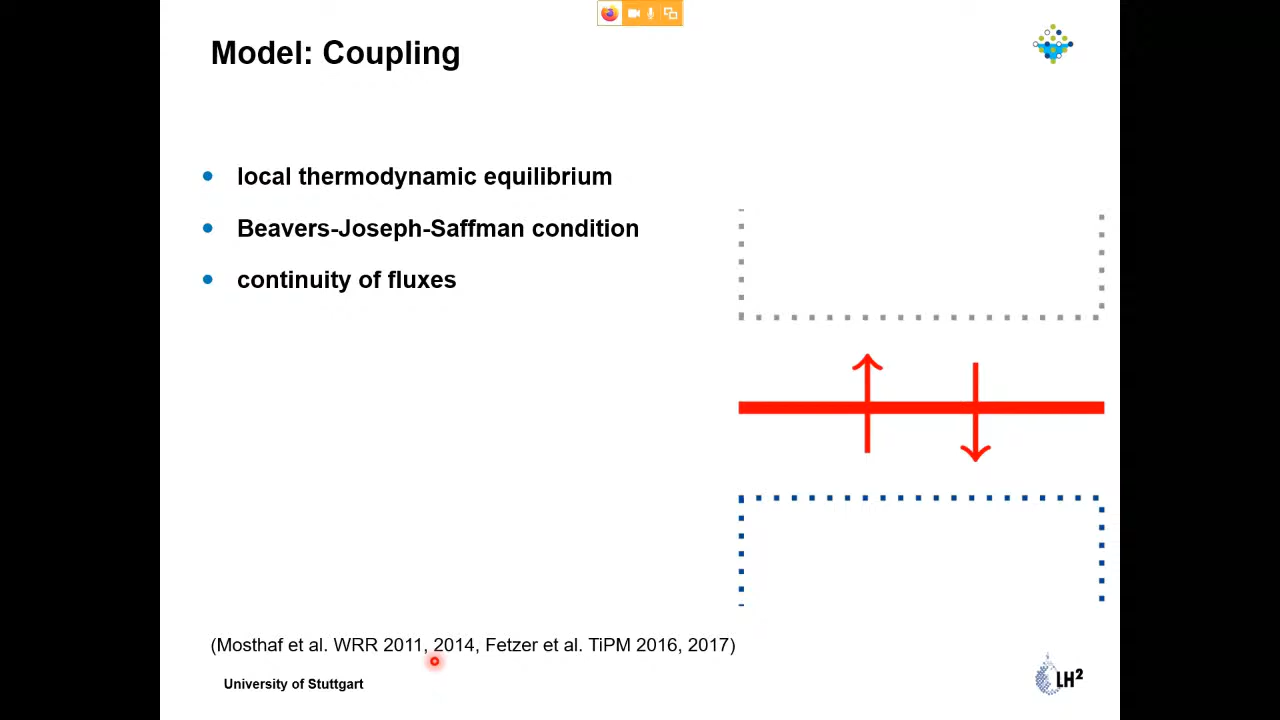 Model: Coupling
local thermodynamic equilibrium
Beavers-Joseph-Saffman condition
continuity of fluxes
(Mosthaf et al. WRR 2011, 2014, Fetzer et al. TiPM 2016, 2017)
University of Stuttgart
LH²